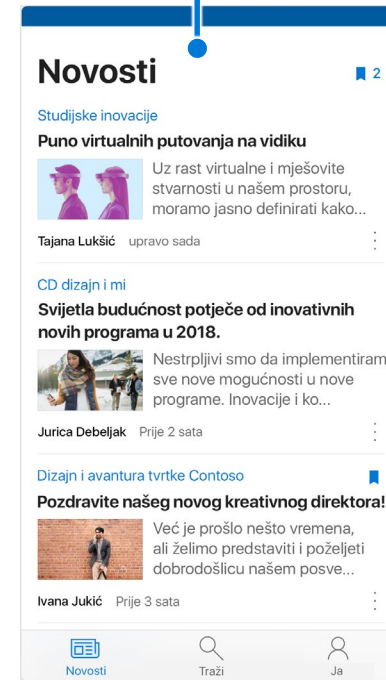 Novosti
2
Studijske inovacije
Puno virtualnih putovanja na vidiku
Uz rast virtualne i mješovite
stvarnosti u našem prostoru,
moramo jasno definirati kako...
Tajana Lukšić upravo sada
CD dizajn i mi
Svijetla budućnost potječe od inovativnih
novih programa u 2018.
Nestrpljivi smo da implementiram
sve nove mogućnosti u nove
programe. Inovacije i ko...
Jurica Debeljak Prije 2 sata
Dizajn i avantura tvrtke Contoso
Pozdravite našeg novog kreativnog direktora!
Već je prošlo nešto vremena,
ali želimo predstaviti i poželjeti
dobrodošlicu našem posve...
Ivana Jukić Prije 3 sata
Novosti Traži Ja